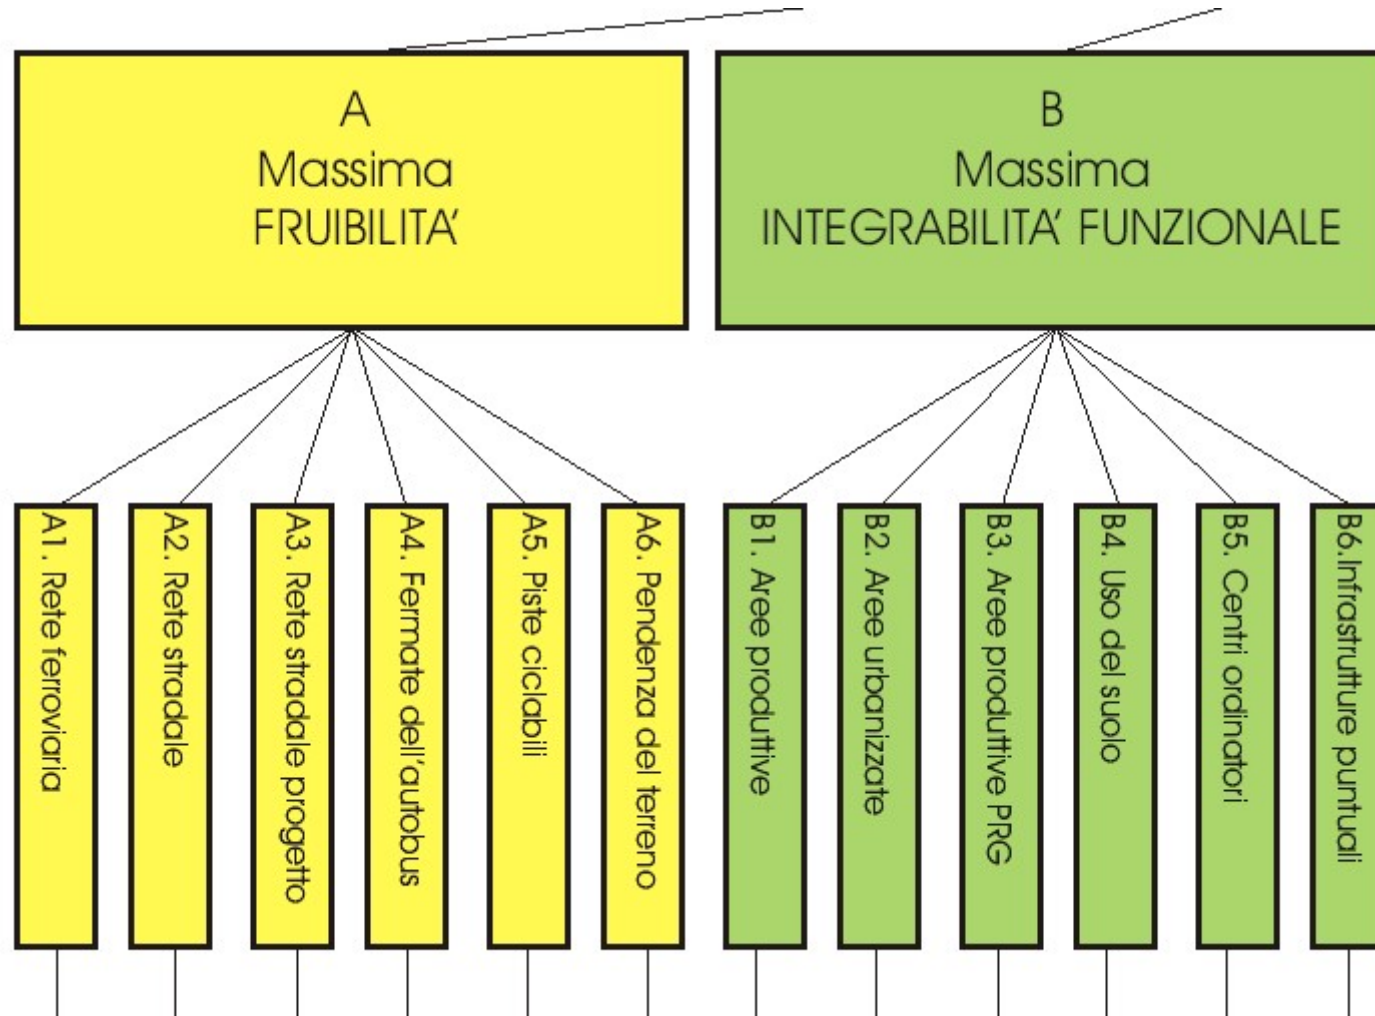 A
Massima
FRUIBILITA'
B
Massima
INTEGRABILITA' FUNZIONALE
A1. Rete ferroviaria
A2. Rete stradale
A3. Rete stradale progetto
A4. Fermate dell'autobus
A5. Piste ciclabili
A6. Pendenza del terreno
B1. Aree produttive
B2. Aree urbanizzate
B3. Aree produttive PRG
B4. Uso del suolo
B5. Centri ordinatori
B6.Infrastrutture puntuali